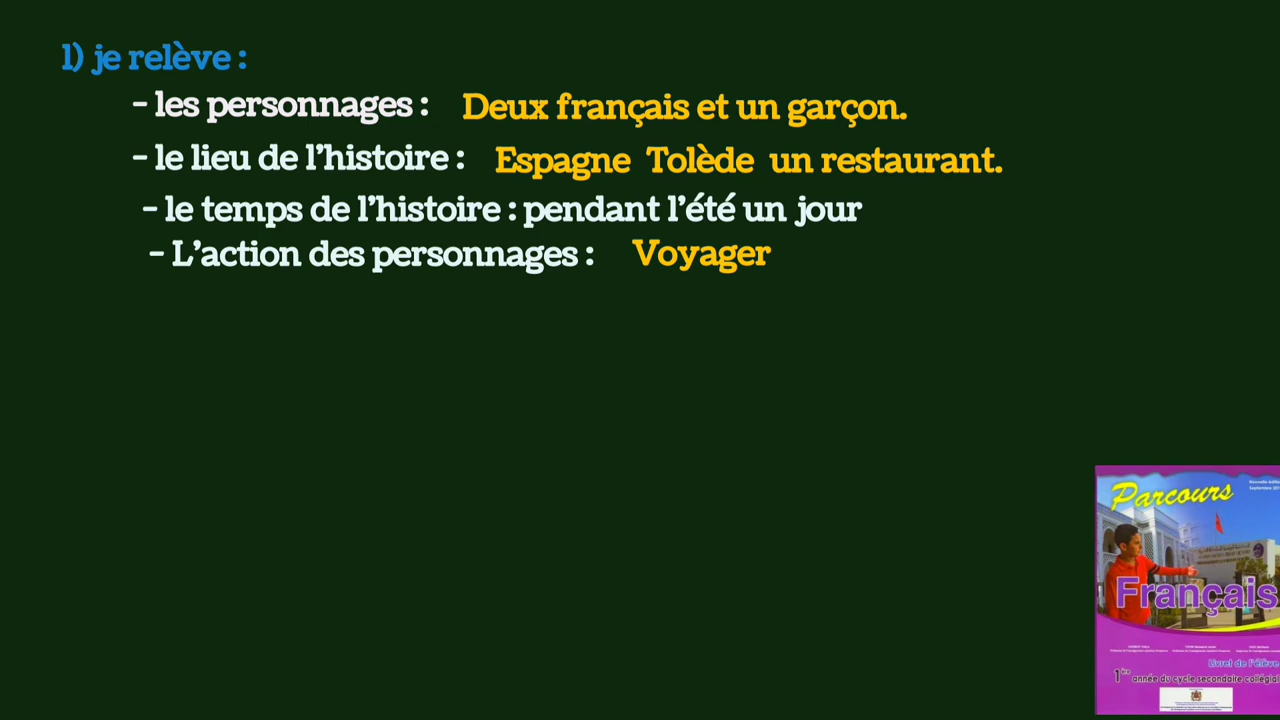 1) je relève :
- les personnages : Deux français et un garçon.
- le lieu de l'histoire : Espagne Tolède un restaurant.
- le temps de l'histoire : pendant l'été un jour
- L'action des personnages : Voyager
Parcours
Français
Livret de l'élève
1ère année du cycle secondaire collégial